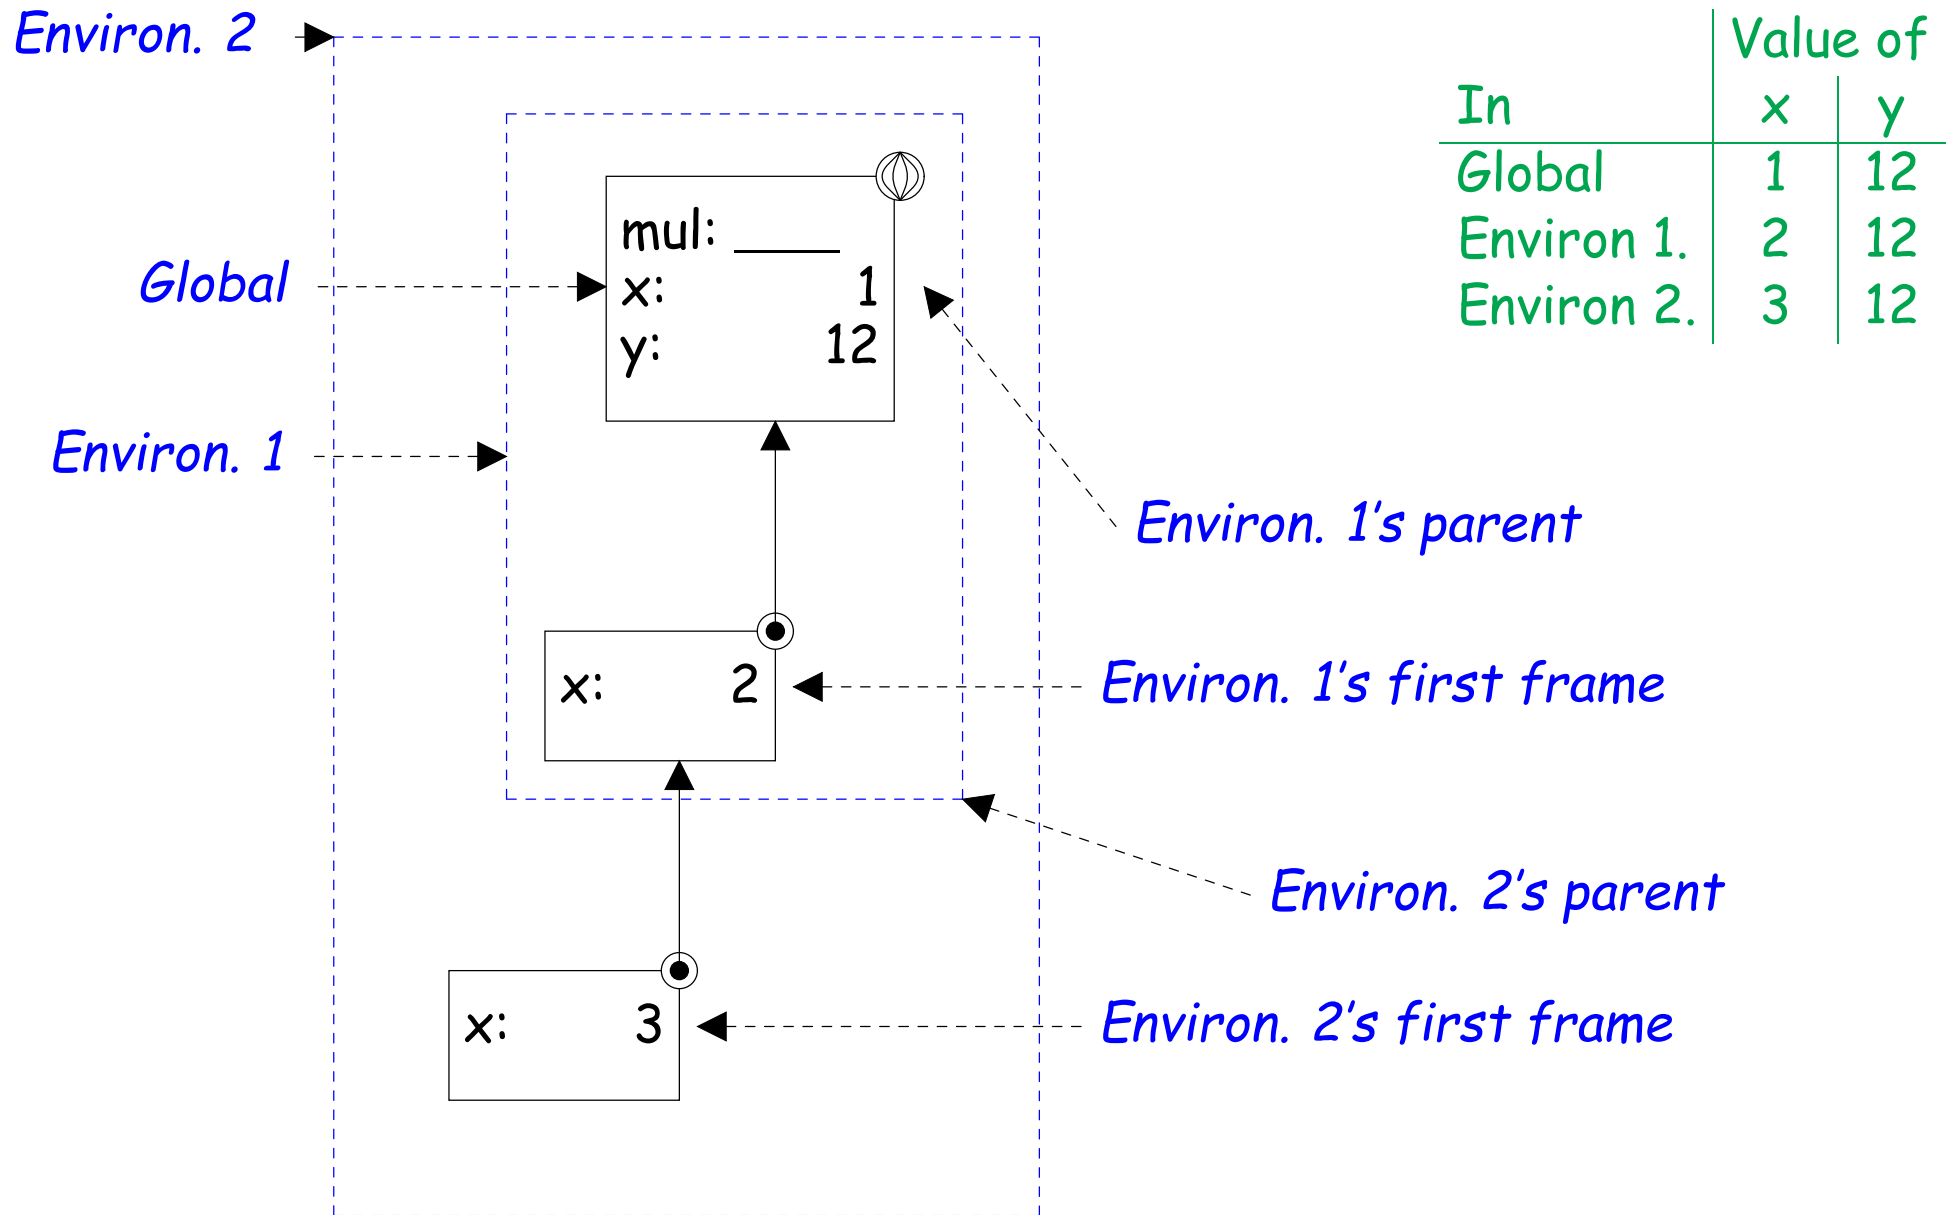 Environ. 2
Value of
In x y
Global 1 12
Environ 1. 2 12
Environ 2. 3 12
mul:
Global
x: 1
y: 12
Environ. 1
Environ. 1's parent
x: 2
Environ. 1's first frame
Environ. 2's parent
x: 3
Environ. 2's first frame